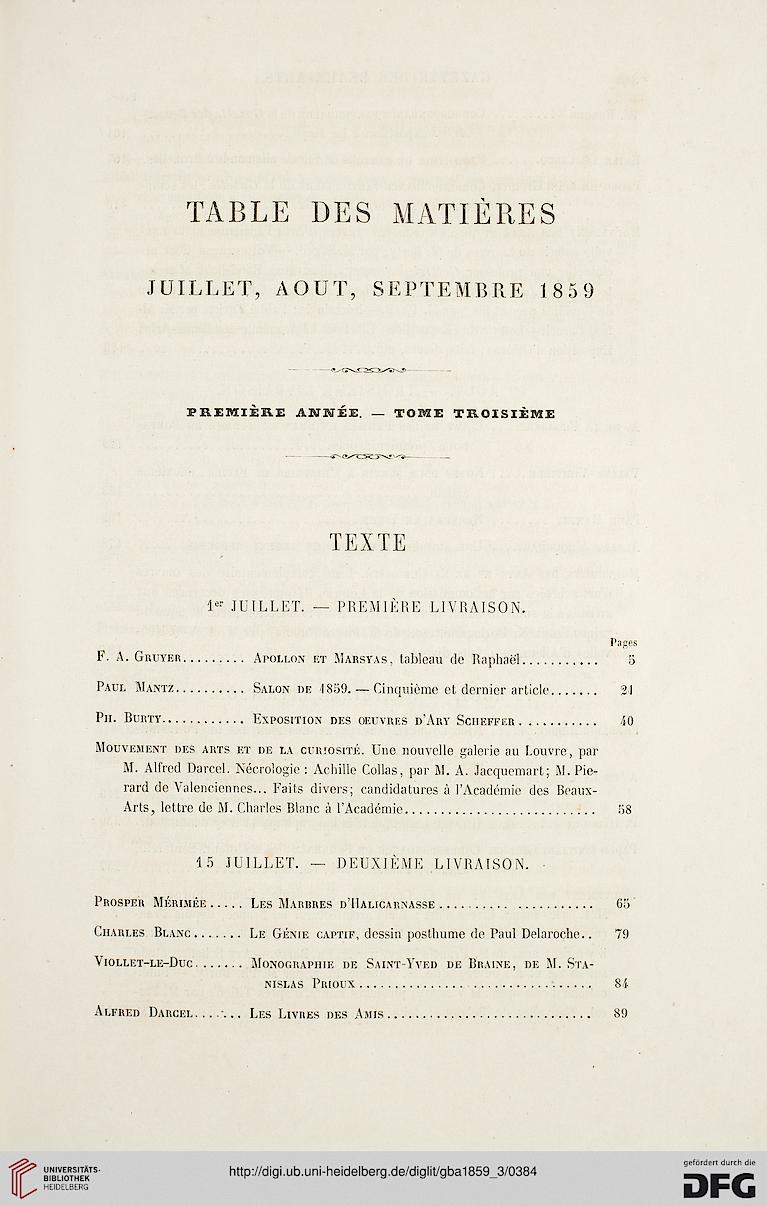 TABLE DES MATIÈRES
JUILLET, AOUT, SEPTEMBRE 1859
PREMIÈRE ANNÉE. — TOME TROISIÈME
TEXTE
1er JUILLET. — PREMIÈRE LIVRAISON.
Pages
F. A. Gruyer......... Apollon et Marsyas, tableau de Raphaël........... 5
Paul Mantz.......... Salon de 1859. — Cinquième et dernier article....... 21
Ph. Burty............ Exposition des oeuvres d'Ary Scheffer........... 40
Mouvement des arts et de la curiosité. Une nouvelle galerie au Louvre, par
M. Alfred Darcel. Nécrologie : Achille Collas, par M. A. Jacquemart; M. Pie-
rard de Valenciennes... Faits divers; candidatures à l'Académie des Beaux-
Arts, lettre de M. Charles Blanc à l'Académie........................... 58
15 JUILLET. — DEUXIÈME LIVRAISON.
Prosper Mérimée..... Les Marbres d'Halicarnasse..................... 65
Charles Blanc....... Le Génie captif, dessin posthume de Paul Delaroche.. 79
Viollet-le-Duc....... Monographie de Saint-Yved de Braine, de M. Sta-
nislas Prioux................................. 84
Alfred Darcel....... Les Livres des Amis............................. 89
UNIVERSITÄTS-
BIBLIOTHEK
HEIDELBERG
http://digi.ub.uni-heidelberg.de/diglit/gba1859_3/0384
gefördert durch die
DFG